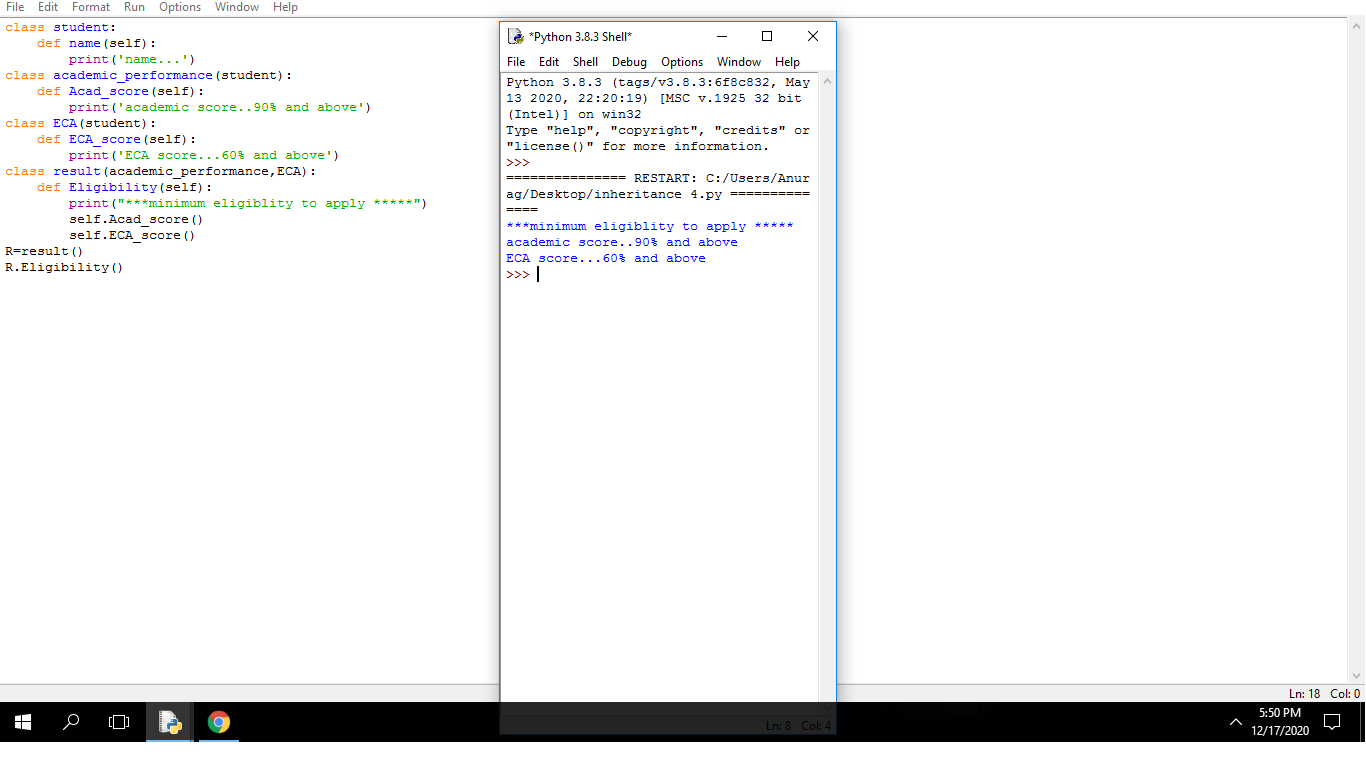 File Edit Format Run Options Window Help
class student:
    def name(self):
        print('name...')
class academic_performance(student):
    def Acad_score(self):
        print('academic score..90% and above')
class ECA(student):
    def ECA_score(self):
        print('ECA score...60% and above')
class result(academic_performance,ECA):
    def Eligibility(self):
        print("***minimum eligiblity to apply *****")
        self.Acad_score()
        self.ECA_score()
R=result()
R.Eligibility()
*Python 3.8.3 Shell*
File Edit Shell Debug Options Window Help
Python 3.8.3 (tags/v3.8.3:6f8c832, May
13 2020, 22:20:19) [MSC v.1925 32 bit
(Intel)] on win32
Type "help", "copyright", "credits" or
"license()" for more information.
>>>
=============== RESTART: C:/Users/Anur
ag/Desktop/inheritance 4.py ==========
====
***minimum eligiblity to apply *****
academic score..90% and above
ECA score...60% and above
>>>
Ln: 18 Col: 0
Ln: 8 Col: 4
5:50 PM
12/17/2020